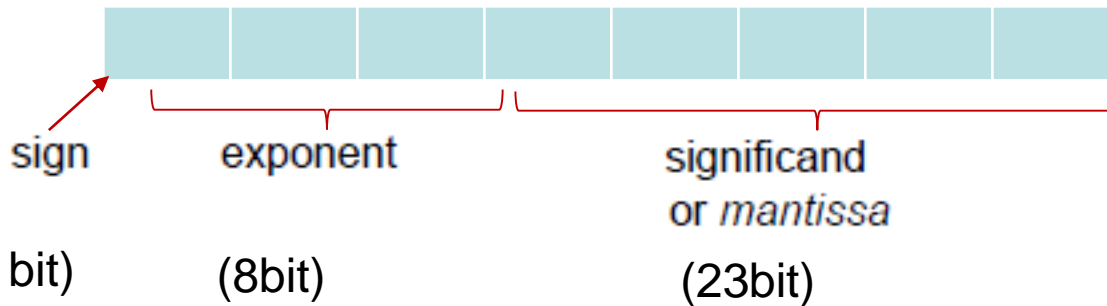 sign exponent significand
or mantissa
bit) (8bit) (23bit)